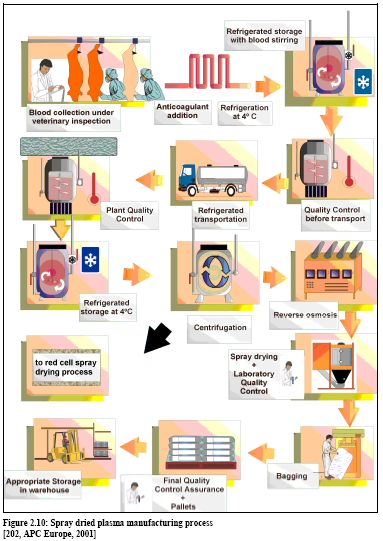 Refrigerated storage
with blood stirring
Blood collection under
veterinary inspection
Anticoagulant
addition
Refrigeration
at 4º C
Plant Quality
Control
Refrigerated
transportation
Quality Control
before transport
Refrigerated
storage at 4ºC
Centrifugation
Reverse osmosis
to red cell spray
drying process
Spray drying
+
Laboratory
Quality
Control
Appropriate Storage
in warehouse
Final Quality
Control Assurance
+
Pallets
Bagging
Figure 2.10: Spray dried plasma manufacturing process
[202, APC Europe, 2001]